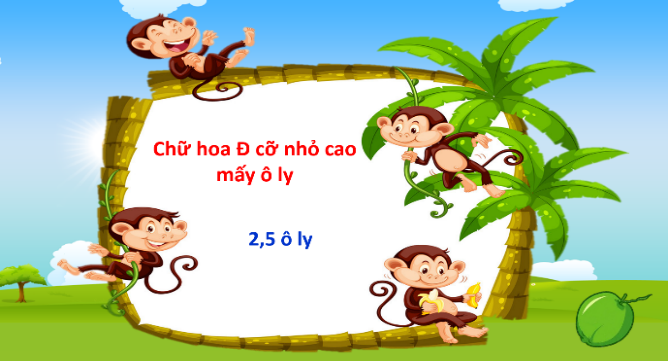 Chữ hoa Đ cỡ nhỏ cao
mấy ô ly
2,5 ô ly